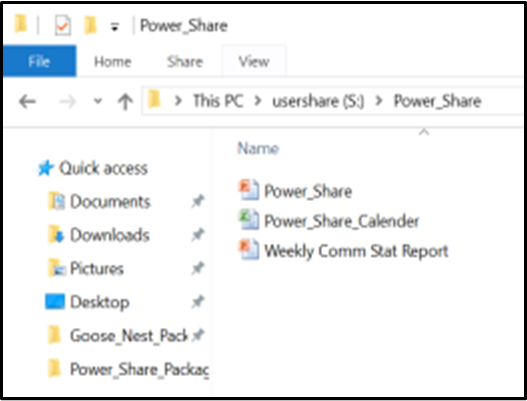 Power_Share
File Home Share View
This PC > usershare (S:) > Power_Share
Name
Quick access
Documents
Downloads
Pictures
Desktop
Goose_Nest_Pack
Power_Share_Packag
Power_Share
Power_Share_Calender
Weekly Comm Stat Report